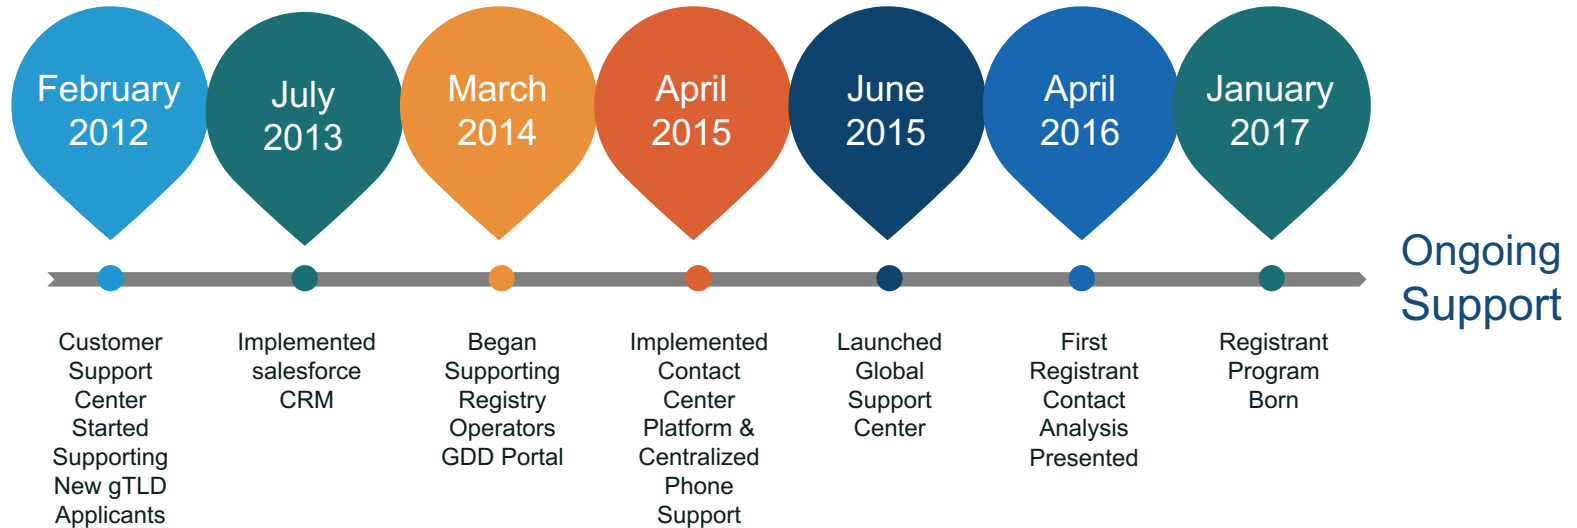 February
2012
July
2013
March
2014
April
2015
June
2015
April
2016
January
2017
Ongoing
Support
Customer
Support
Center
Started
Supporting
New gTLD
Applicants
Implemented
salesforce
CRM
Began
Supporting
Registry
Operators
GDD Portal
Implemented
Contact
Center
Platform &
Centralized
Phone
Support
Launched
Global
Support
Center
First
Registrant
Contact
Analysis
Presented
Registrant
Program
Born